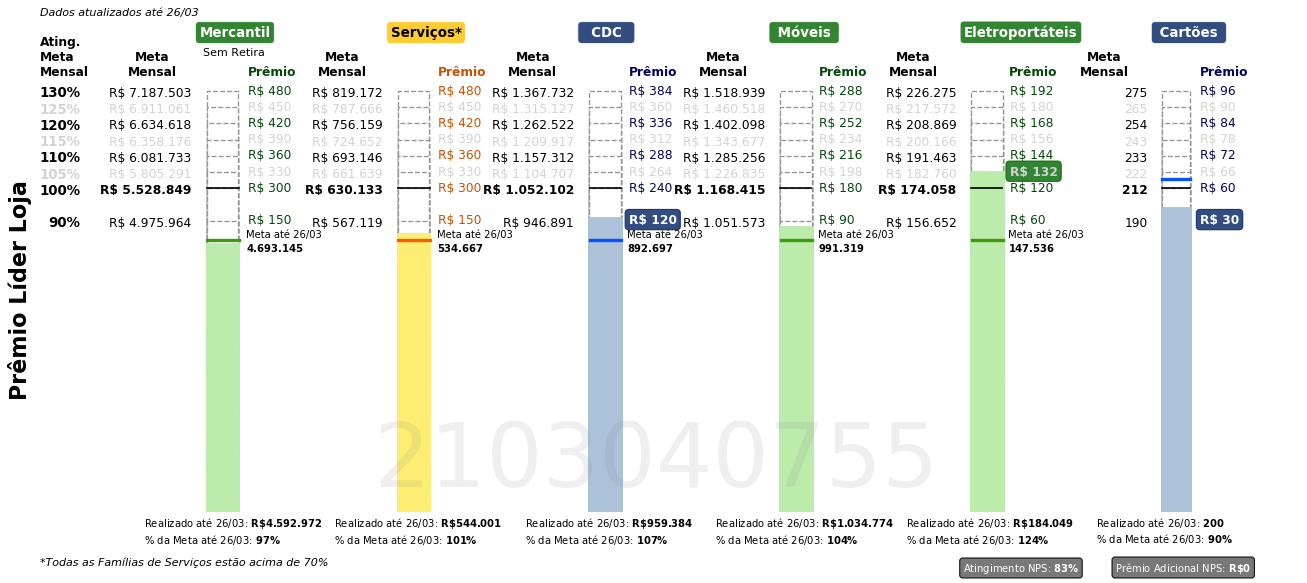 Dados atualizados até 26/03
Mercantil Serviços* CDC Móveis Eletroportáteis Cartões
Sem Retira
Ating. Meta Mensal
Meta Mensal Prêmio Meta Mensal Prêmio Meta Mensal Prêmio Meta Mensal Prêmio Meta Mensal Prêmio Meta Mensal Prêmio
130% R$ 7.187.503 R$ 480 R$ 819.172 R$ 480 R$ 1.367.732 R$ 384 R$ 1.518.939 R$ 288 R$ 226.275 R$ 192 275 R$ 96
125% R$ 6.911.061 R$ 450 R$ 787.666 R$ 450 R$ 1.315.127 R$ 360 R$ 1.460.518 R$ 270 R$ 217.572 R$ 180 265 R$ 90
120% R$ 6.634.618 R$ 420 R$ 756.159 R$ 420 R$ 1.262.522 R$ 336 R$ 1.402.098 R$ 252 R$ 208.869 R$ 168 254 R$ 84
115% R$ 6.358.176 R$ 390 R$ 724.652 R$ 390 R$ 1.209.917 R$ 312 R$ 1.343.677 R$ 234 R$ 200.166 R$ 156 243 R$ 78
110% R$ 6.081.733 R$ 360 R$ 693.146 R$ 360 R$ 1.157.312 R$ 288 R$ 1.285.256 R$ 216 R$ 191.463 R$ 144 233 R$ 72
105% R$ 5.805.291 R$ 330 R$ 661.639 R$ 330 R$ 1.104.707 R$ 264 R$ 1.226.835 R$ 198 R$ 182.760 R$ 132 222 R$ 66
100% R$ 5.528.849 R$ 300 R$ 630.133 R$ 300 R$ 1.052.102 R$ 240 R$ 1.168.415 R$ 180 R$ 174.058 R$ 120 212 R$ 60
90% R$ 4.975.964 R$ 150 R$ 567.119 R$ 150 R$ 946.891 R$ 120 R$ 1.051.573 R$ 90 R$ 156.652 R$ 60 190 R$ 30
Meta até 26/03 Meta até 26/03 Meta até 26/03 Meta até 26/03 Meta até 26/03
4.693.145 534.667 892.697 991.319 147.536
Prêmio Líder Loja
2103040755
Realizado até 26/03: R$4.592.972 Realizado até 26/03: R$544.001 Realizado até 26/03: R$959.384 Realizado até 26/03: R$1.034.774 Realizado até 26/03: R$184.049 Realizado até 26/03: 200
% da Meta até 26/03: 97% % da Meta até 26/03: 101% % da Meta até 26/03: 107% % da Meta até 26/03: 104% % da Meta até 26/03: 124% % da Meta até 26/03: 90%
*Todas as Famílias de Serviços estão acima de 70%
Atingimento NPS: 83% Prêmio Adicional NPS: R$0